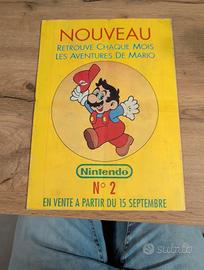 NOUVEAU
RETROUVE CHAQUE MOIS
LES AVENTURES DE MARIO
Nintendo
N° 2
EN VENTE A PARTIR DU 15 SEPTEMBRE
subito